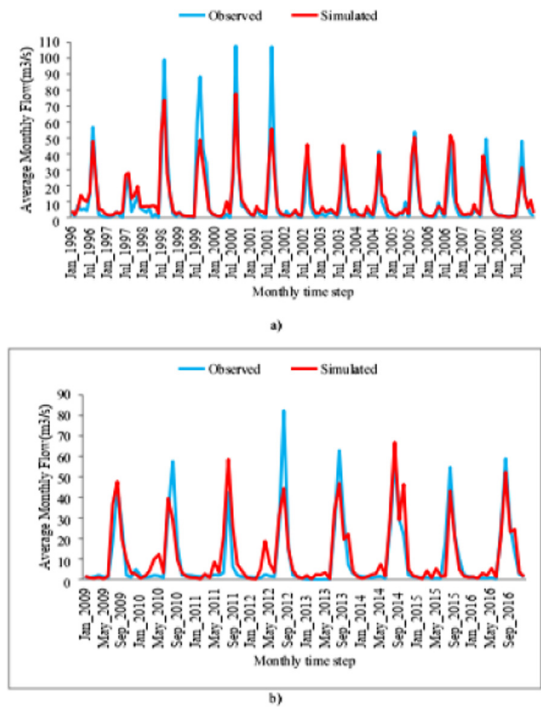 Observed Simulated
Average Monthly Flow(m3/s)
110
100
90
80
70
60
50
40
30
20
10
0
Jan_1996
Jul_1996
Jan_1997
Jul_1997
Jan_1998
Jul_1998
Jan_1999
Jul_1999
Jan_2000
Jul_2000
Jan_2001
Jul_2001
Jan_2002
Jul_2002
Jan_2003
Jul_2003
Jan_2004
Jul_2004
Jan_2005
Jul_2005
Jan_2006
Jul_2006
Jan_2007
Jul_2007
Jan_2008
Jul_2008
Monthly time step
a)
Observed Simulated
Average Monthly Flow(m3/s)
90
80
70
60
50
40
30
20
10
0
Jan_2009
May_2009
Sep_2009
Jan_2010
May_2010
Sep_2010
Jan_2011
May_2011
Sep_2011
Jan_2012
May_2012
Sep_2012
Jan_2013
May_2013
Sep_2013
Jan_2014
May_2014
Sep_2014
Jan_2015
May_2015
Sep_2015
Jan_2016
May_2016
Sep_2016
Monthly time step
b)